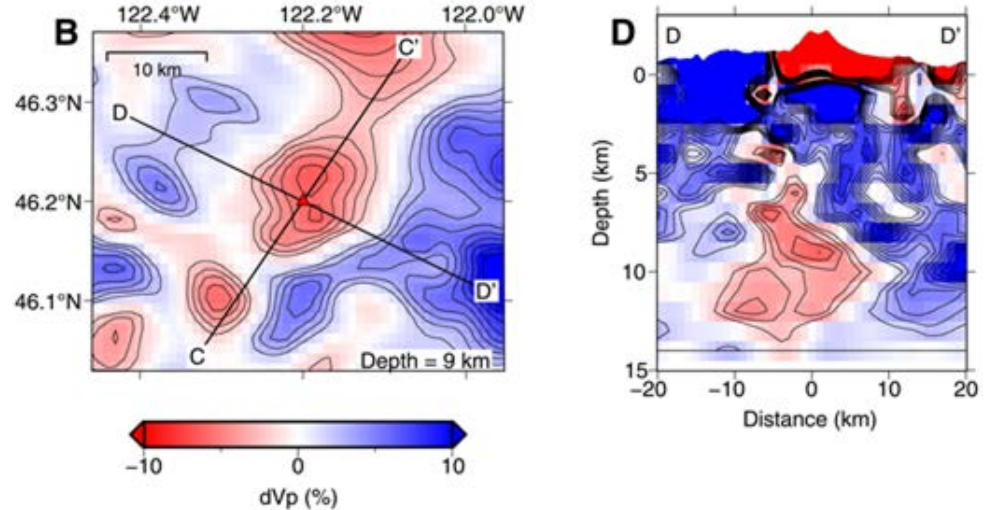 B
122.4°W 122.2°W 122.0°W
46.3°N
46.2°N
46.1°N
10 km
C'
D
D'
C
Depth = 9 km
−10 0 10
dVp (%)
D
D D'
0
5
10
15
Depth (km)
−20 −10 0 10 20
Distance (km)